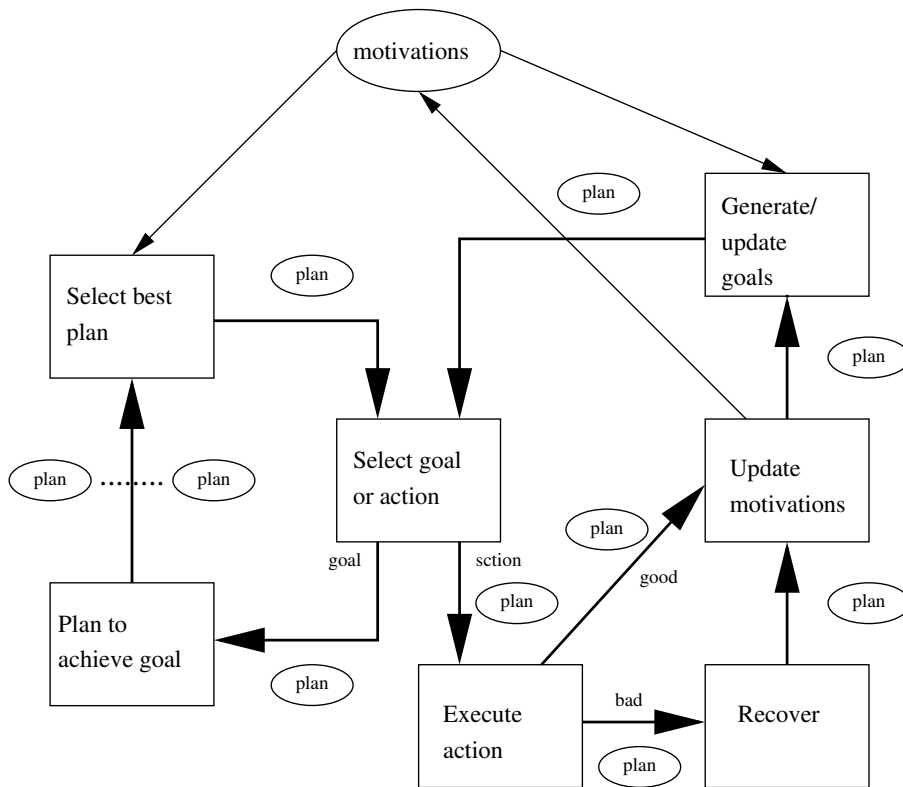 motivations
plan
Generate/
update
goals
plan
Select best
plan
plan
plan
plan
Select goal
or action
Update
motivations
plan
goal
sction
good
plan
plan
Plan to
achieve goal
plan
bad
Execute
action
Recover
plan